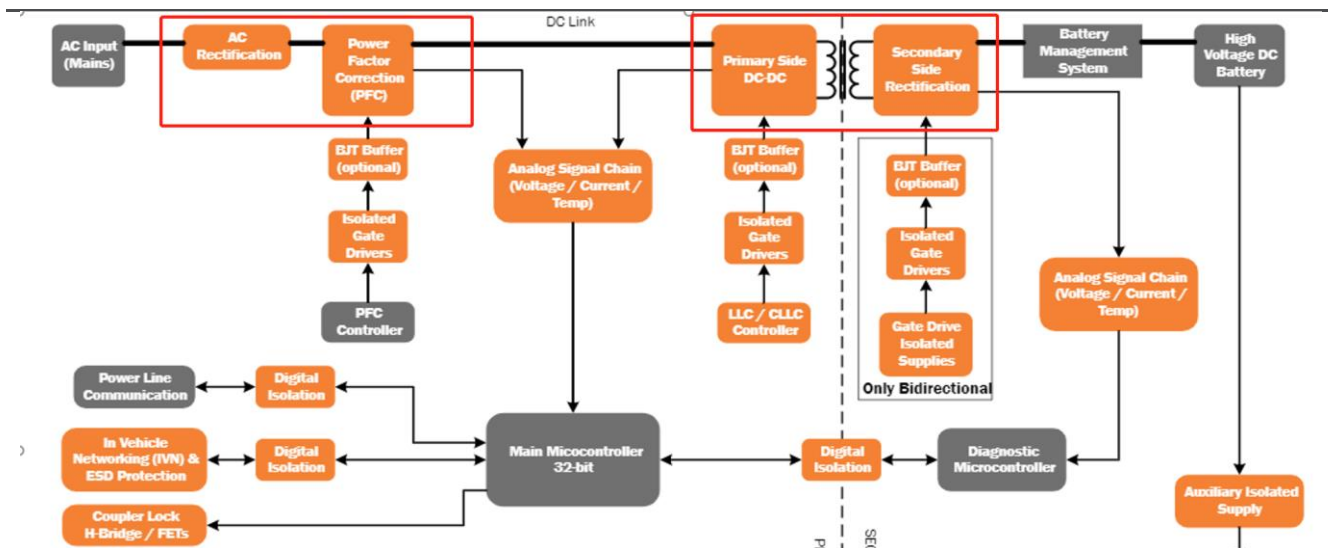 DC Link
AC Input
(Mains)
AC
Rectification
Power
Factor
Correction
(PFC)
Primary Side
DC-DC
Secondary
Side
Rectification
Battery
Management
System
High
Voltage DC
Battery
BJT Buffer
(optional)
Analog Signal Chain
(Voltage / Current /
Temp)
BJT Buffer
(optional)
BJT Buffer
(optional)
Isolated
Gate
Drivers
Isolated
Gate
Drivers
Isolated
Gate
Drivers
Analog Signal Chain
(Voltage / Current /
Temp)
PFC
Controller
LLC / CLLC
Controller
Gate Drive
Isolated
Supplies
Only Bidirectional
Power Line
Communication
Digital
Isolation
In Vehicle
Networking (IVN) &
ESD Protection
Digital
Isolation
Main Micocontroller
32-bit
Digital
Isolation
Diagnostic
Microcontroller
Coupler Lock
H-Bridge / FETs
Auxiliary Isolated
Supply